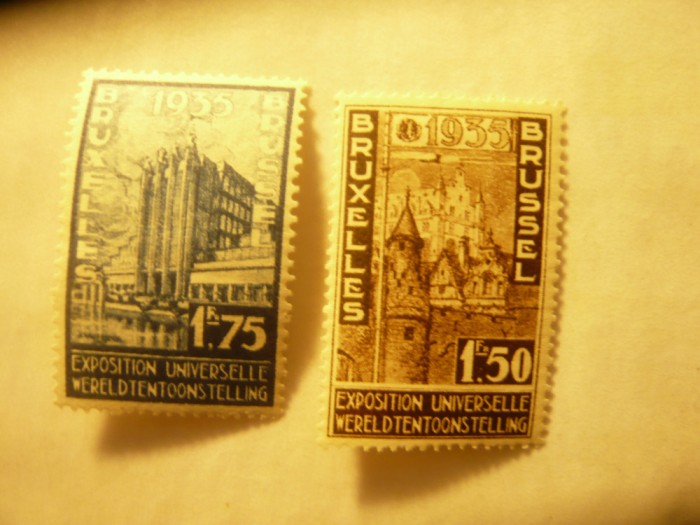 1935
BRUXELLES
BRUSSEL
1F.75
EXPOSITION UNIVERSELLE
WERELDTENTOONSTELLING
1935
BRUXELLES
BRUSSEL
1F.50
EXPOSITION UNIVERSELLE
WERELDTENTOONSTELLING